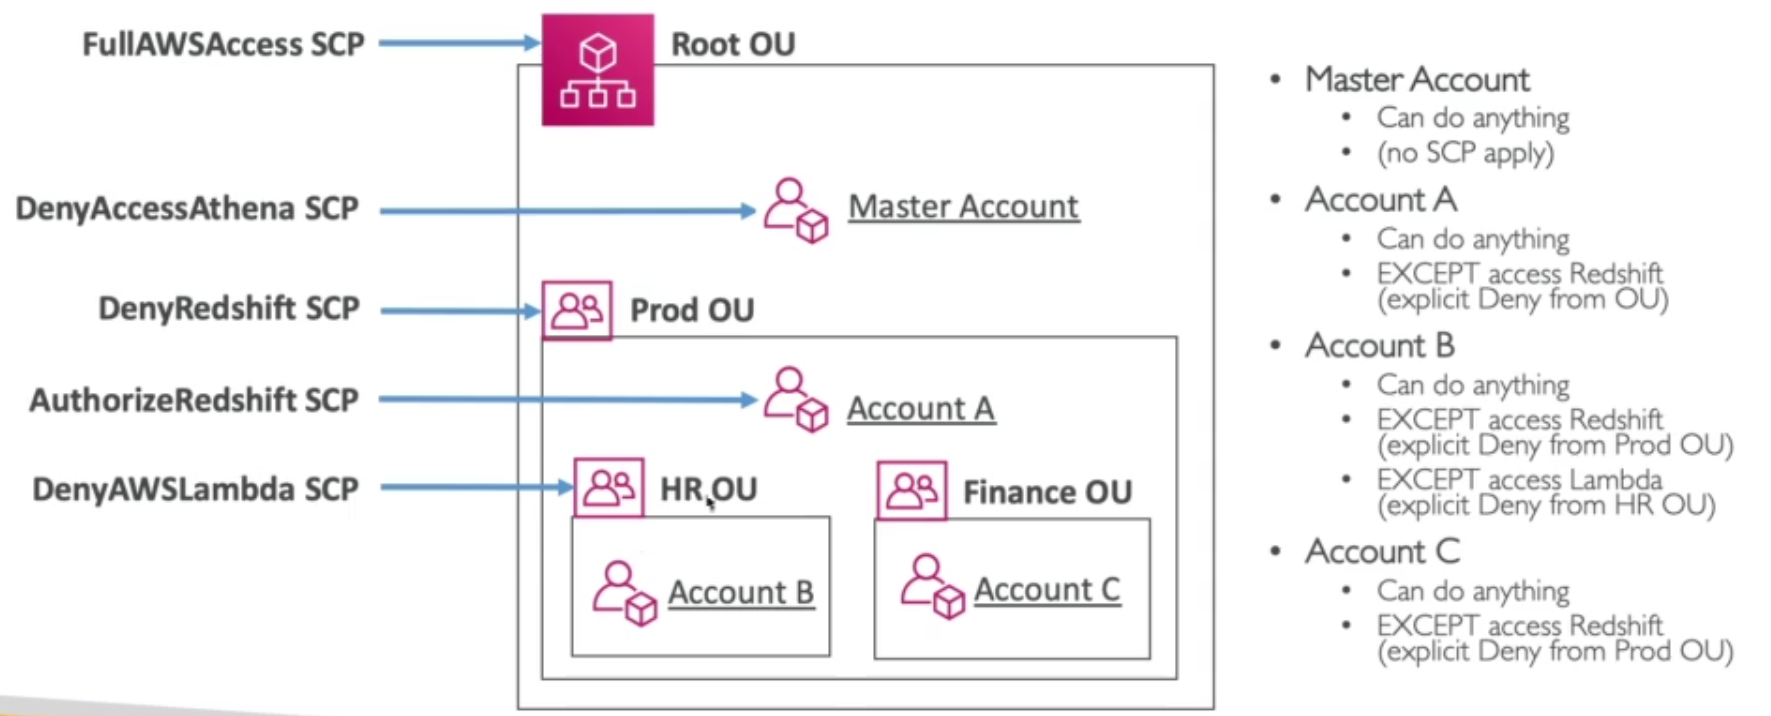 FullAWSAccess SCP
Root OU
DenyAccessAthena SCP
Master Account
DenyRedshift SCP
Prod OU
AuthorizeRedshift SCP
Account A
DenyAWSLambda SCP
HR OU
Finance OU
Account B
Account C
• Master Account
• Can do anything
• (no SCP apply)
• Account A
• Can do anything
• EXCEPT access Redshift
(explicit Deny from OU)
• Account B
• Can do anything
• EXCEPT access Redshift
(explicit Deny from Prod OU)
• EXCEPT access Lambda
(explicit Deny from HR OU)
• Account C
• Can do anything
• EXCEPT access Redshift
(explicit Deny from Prod OU)